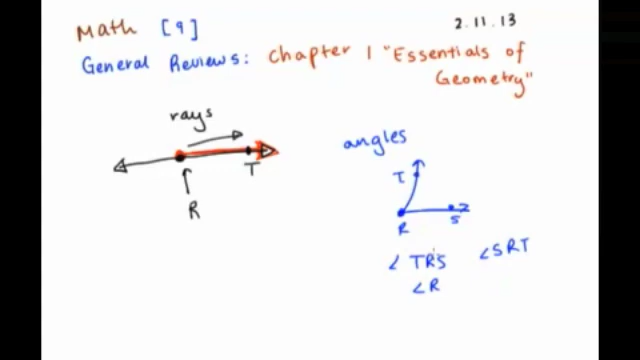 Math [9]
2.11.13
General Reviews: Chapter 1 "Essentials of
Geometry"
rays
T
R
angles
T
R
S
∠TRS
∠SRT
∠R